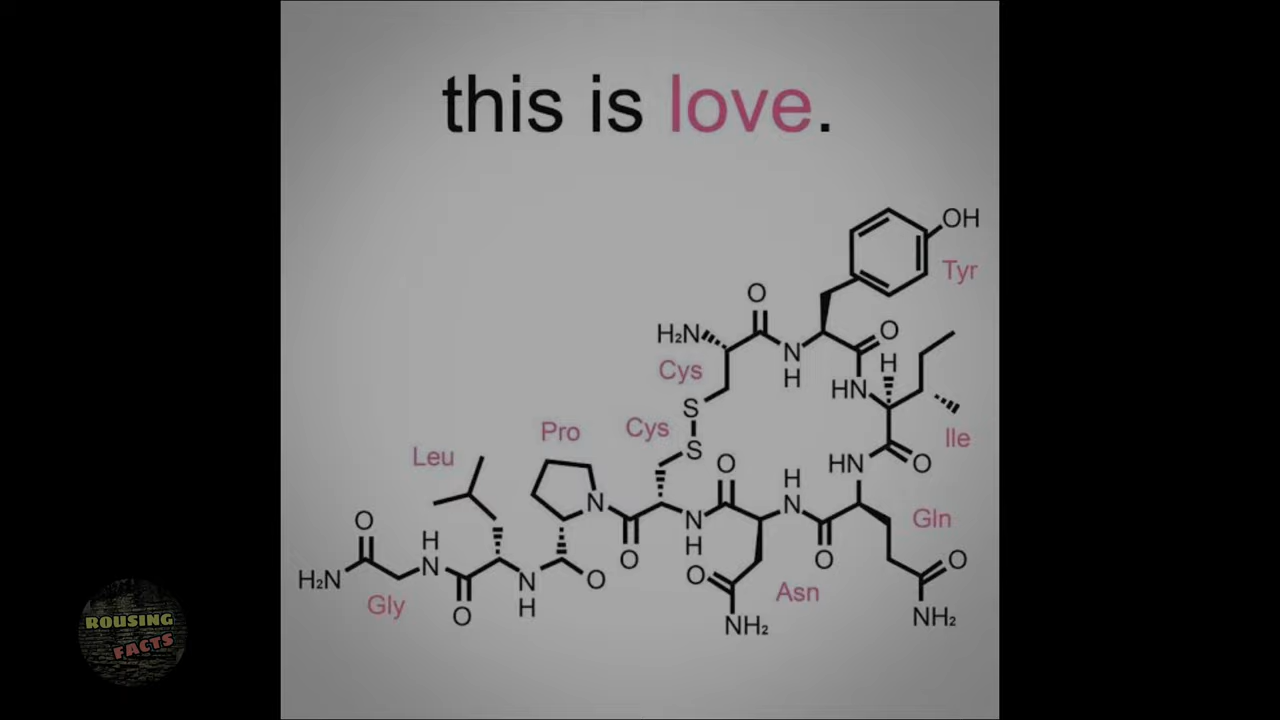 this is love.
OH
Tyr
O
H₂N
O
N
H
H
Cys
HN
S
Ile
Pro
Cys
S
Leu
O
HN
O
H
N
Gln
O
H
N
N
O
N
H
O
O
H₂N
N
H
O
O
Asn
O
Gly
O
NH₂
NH₂
ROUSING
FACTS